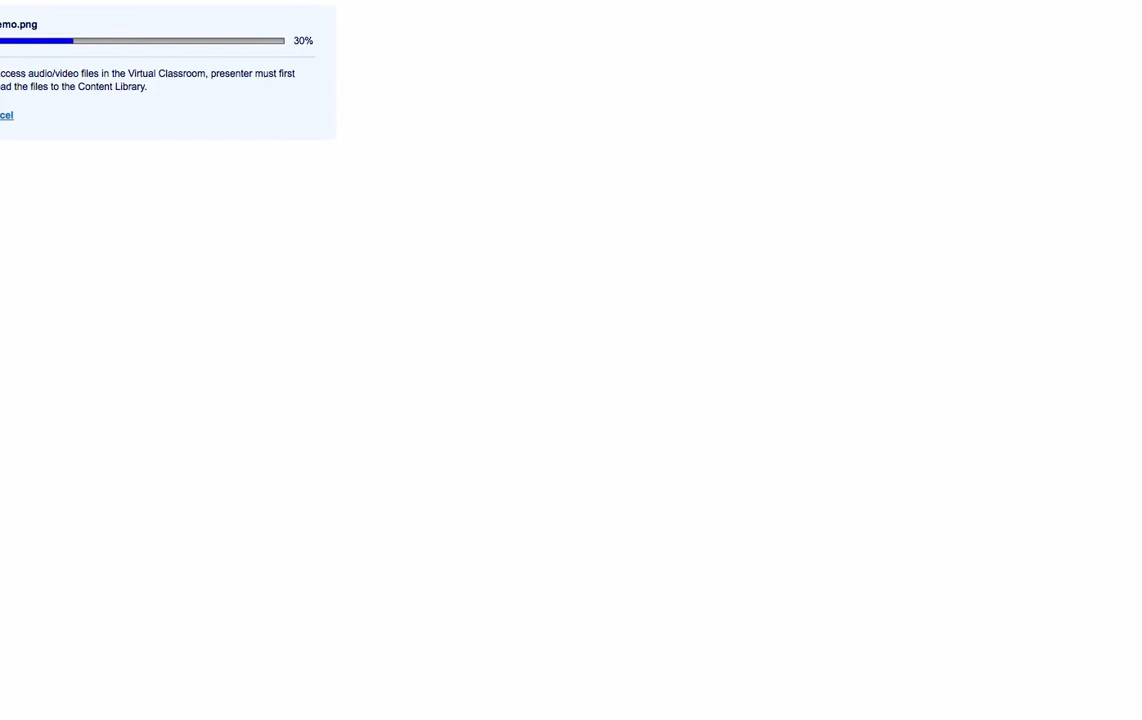 emo.png
30%
ccess audio/video files in the Virtual Classroom, presenter must first
ad the files to the Content Library.
cel